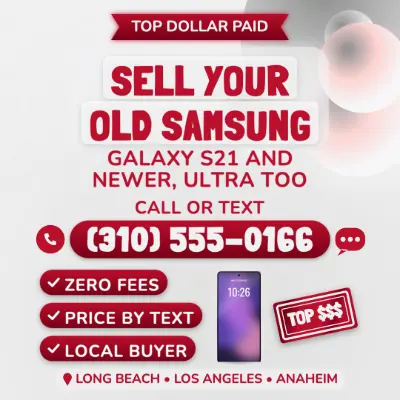 TOP DOLLAR PAID
SELL YOUR
OLD SAMSUNG
GALAXY S21 AND
NEWER, ULTRA TOO
CALL OR TEXT
(310) 555-0166
ZERO FEES
PRICE BY TEXT
LOCAL BUYER
10:26
TOP $$$
LONG BEACH • LOS ANGELES • ANAHEIM